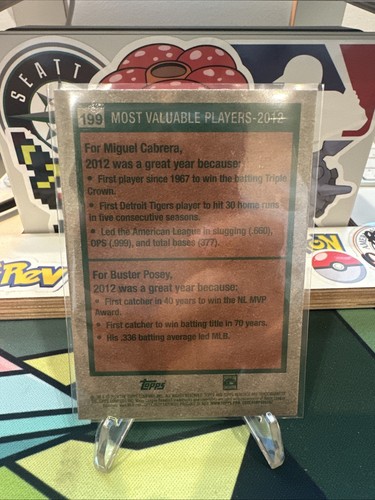 SEATT
199 MOST VALUABLE PLAYERS-2012
For Miguel Cabrera,
2012 was a great year because:
• First player since 1967 to win the batting Triple
Crown.
• First Detroit Tigers player to hit 30 home runs
in five consecutive seasons.
• Led the American League in slugging (.660),
OPS (.999), and total bases (377).
For Buster Posey,
2012 was a great year because:
• First catcher in 40 years to win the NL MVP
Award.
• First catcher to win batting title in 70 years.
• His .336 batting average led MLB.
Topps
Rev